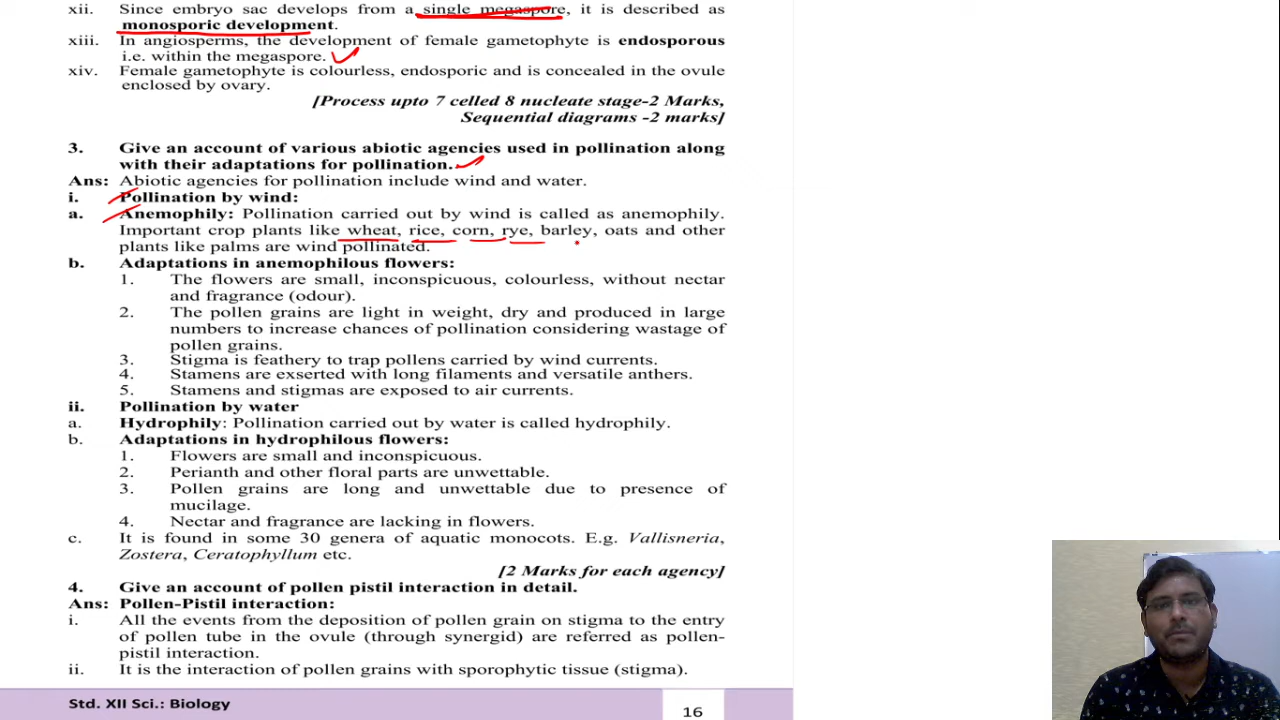 xii. Since embryo sac develops from a single megaspore, it is described as
monosporic development.
xiii. In angiosperms, the development of female gametophyte is endosporous
i.e. within the megaspore.
xiv. Female gametophyte is colourless, endosporic and is concealed in the ovule
enclosed by ovary.
[Process upto 7 celled 8 nucleate stage-2 Marks,
Sequential diagrams -2 marks]
3. Give an account of various abiotic agencies used in pollination along
with their adaptations for pollination.
Ans: Abiotic agencies for pollination include wind and water.
i. Pollination by wind:
a. Anemophily: Pollination carried out by wind is called as anemophily.
Important crop plants like wheat, rice, corn, rye, barley, oats and other
plants like palms are wind pollinated.
b. Adaptations in anemophilous flowers:
1. The flowers are small, inconspicuous, colourless, without nectar
and fragrance (odour).
2. The pollen grains are light in weight, dry and produced in large
numbers to increase chances of pollination considering wastage of
pollen grains.
3. Stigma is feathery to trap pollens carried by wind currents.
4. Stamens are exserted with long filaments and versatile anthers.
5. Stamens and stigmas are exposed to air currents.
ii. Pollination by water
a. Hydrophily: Pollination carried out by water is called hydrophily.
b. Adaptations in hydrophilous flowers:
1. Flowers are small and inconspicuous.
2. Perianth and other floral parts are unwettable.
3. Pollen grains are long and unwettable due to presence of
mucilage.
4. Nectar and fragrance are lacking in flowers.
c. It is found in some 30 genera of aquatic monocots. E.g. Vallisneria,
Zostera, Ceratophyllum etc.
[2 Marks for each agency]
4. Give an account of pollen pistil interaction in detail.
Ans: Pollen-Pistil interaction:
i. All the events from the deposition of pollen grain on stigma to the entry
of pollen tube in the ovule (through synergid) are referred as pollen-
pistil interaction.
ii. It is the interaction of pollen grains with sporophytic tissue (stigma).
Std. XII Sci.: Biology
16